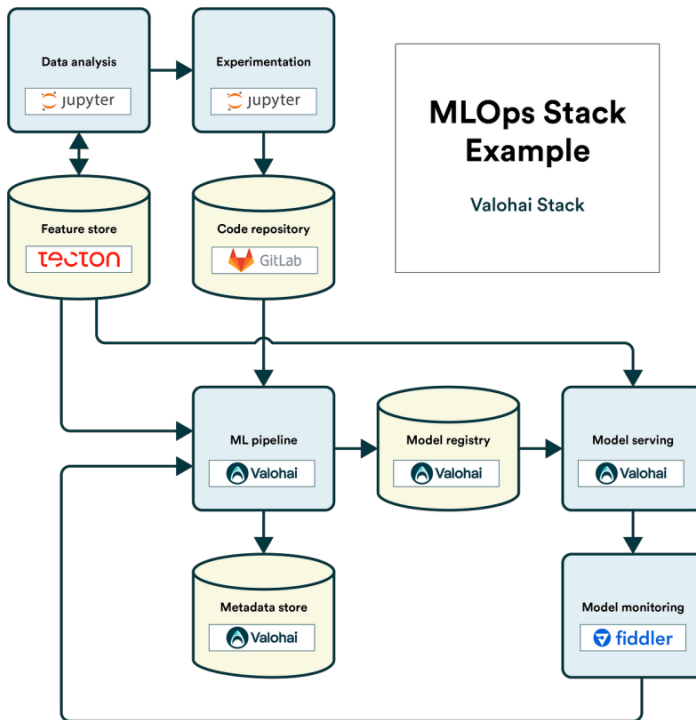 Data analysis
Jupyter
Experimentation
Jupyter
MLOps Stack
Example
Valohai Stack
Feature store
TECTON
Code repository
GitLab
ML pipeline
Valohai
Model registry
Valohai
Model serving
Valohai
Metadata store
Valohai
Model monitoring
fiddler